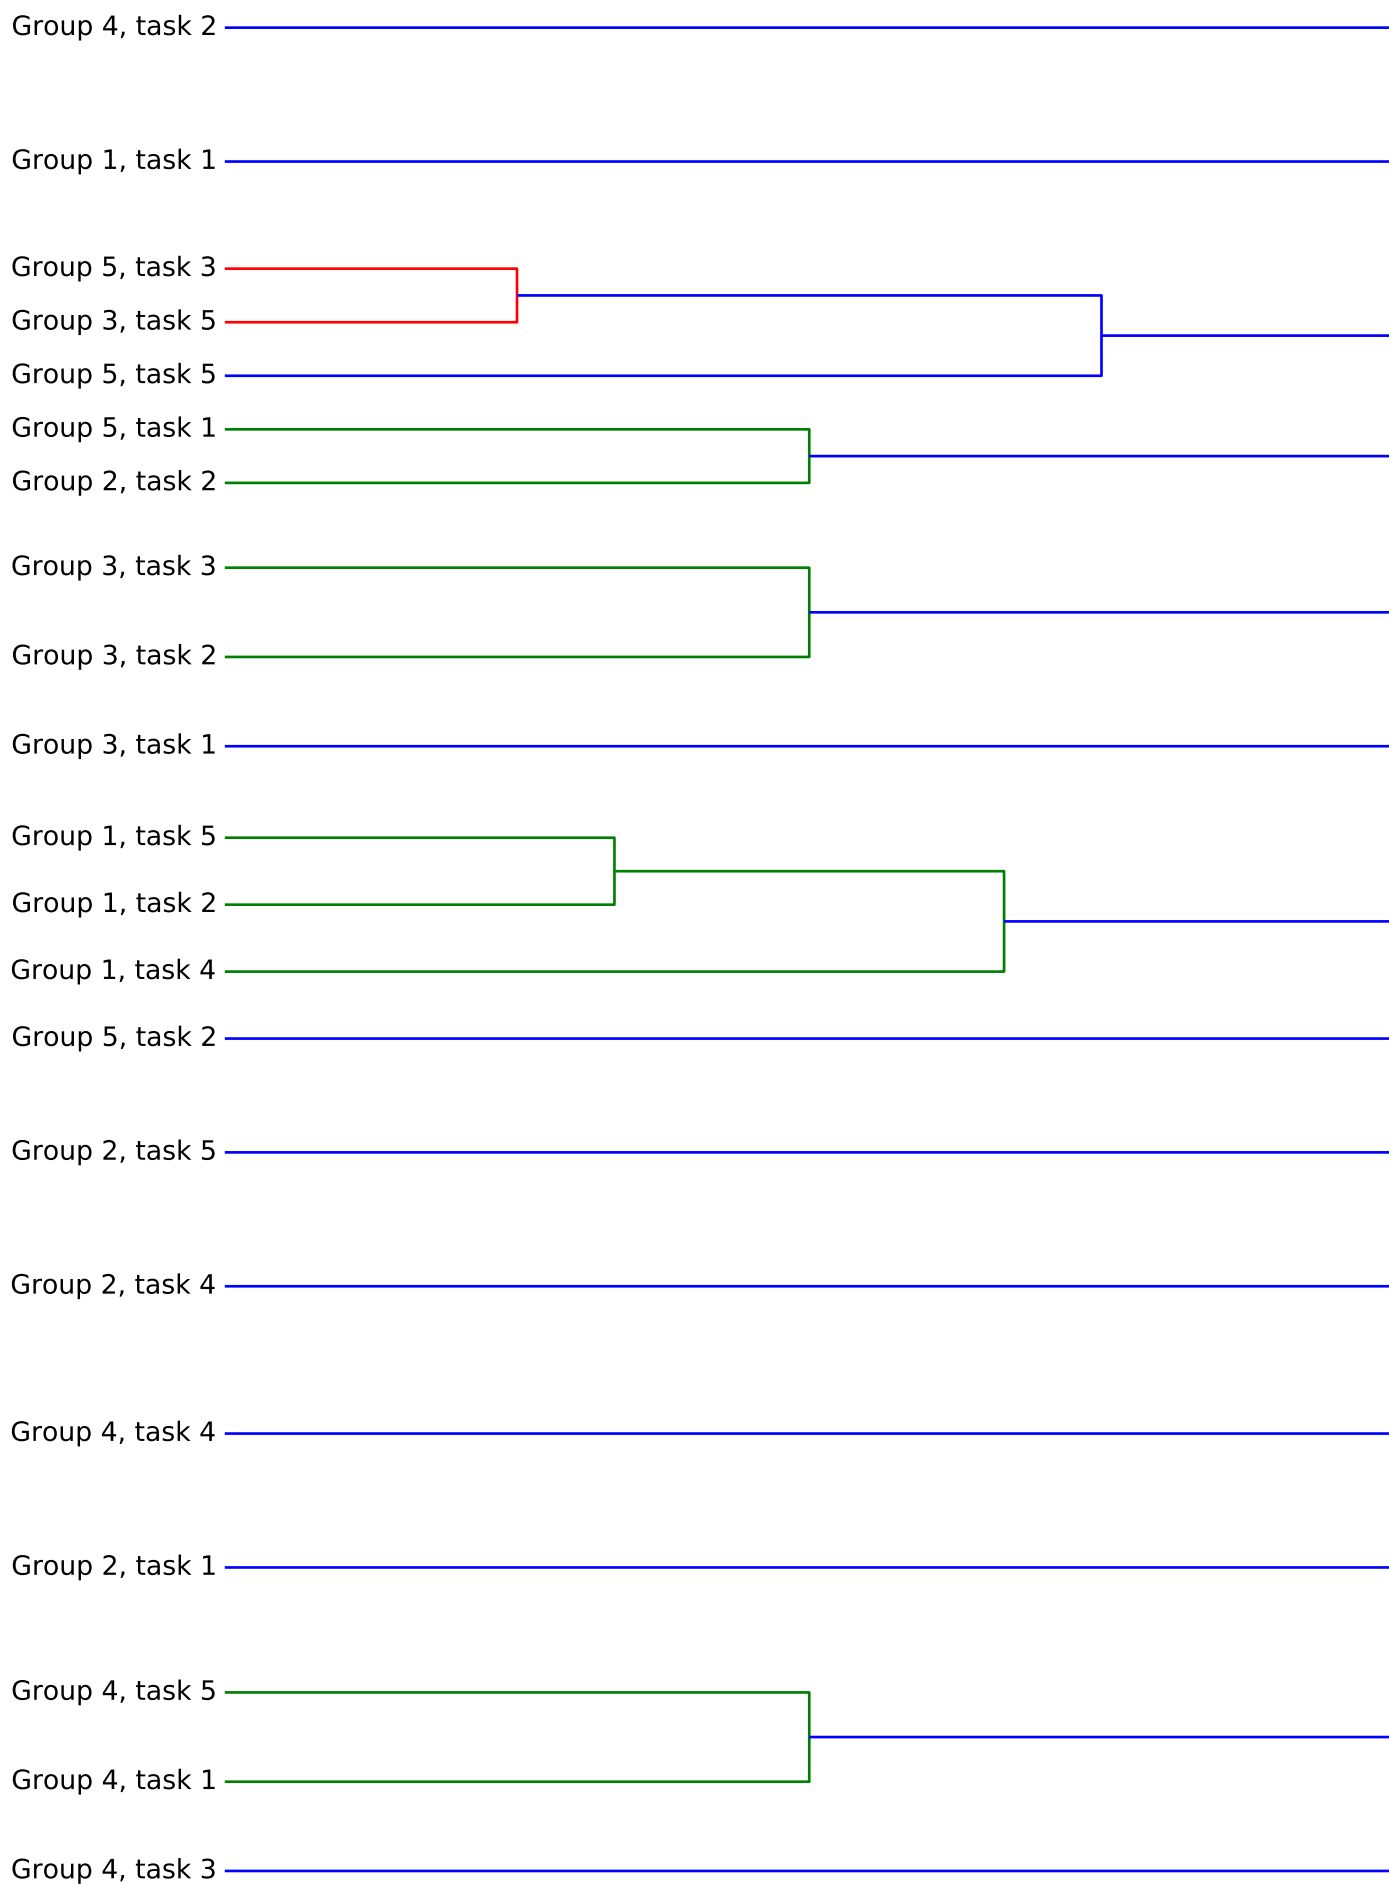 Group 4, task 2
Group 1, task 1
Group 5, task 3
Group 3, task 5
Group 5, task 5
Group 5, task 1
Group 2, task 2
Group 3, task 3
Group 3, task 2
Group 3, task 1
Group 1, task 5
Group 1, task 2
Group 1, task 4
Group 5, task 2
Group 2, task 5
Group 2, task 4
Group 4, task 4
Group 2, task 1
Group 4, task 5
Group 4, task 1
Group 4, task 3